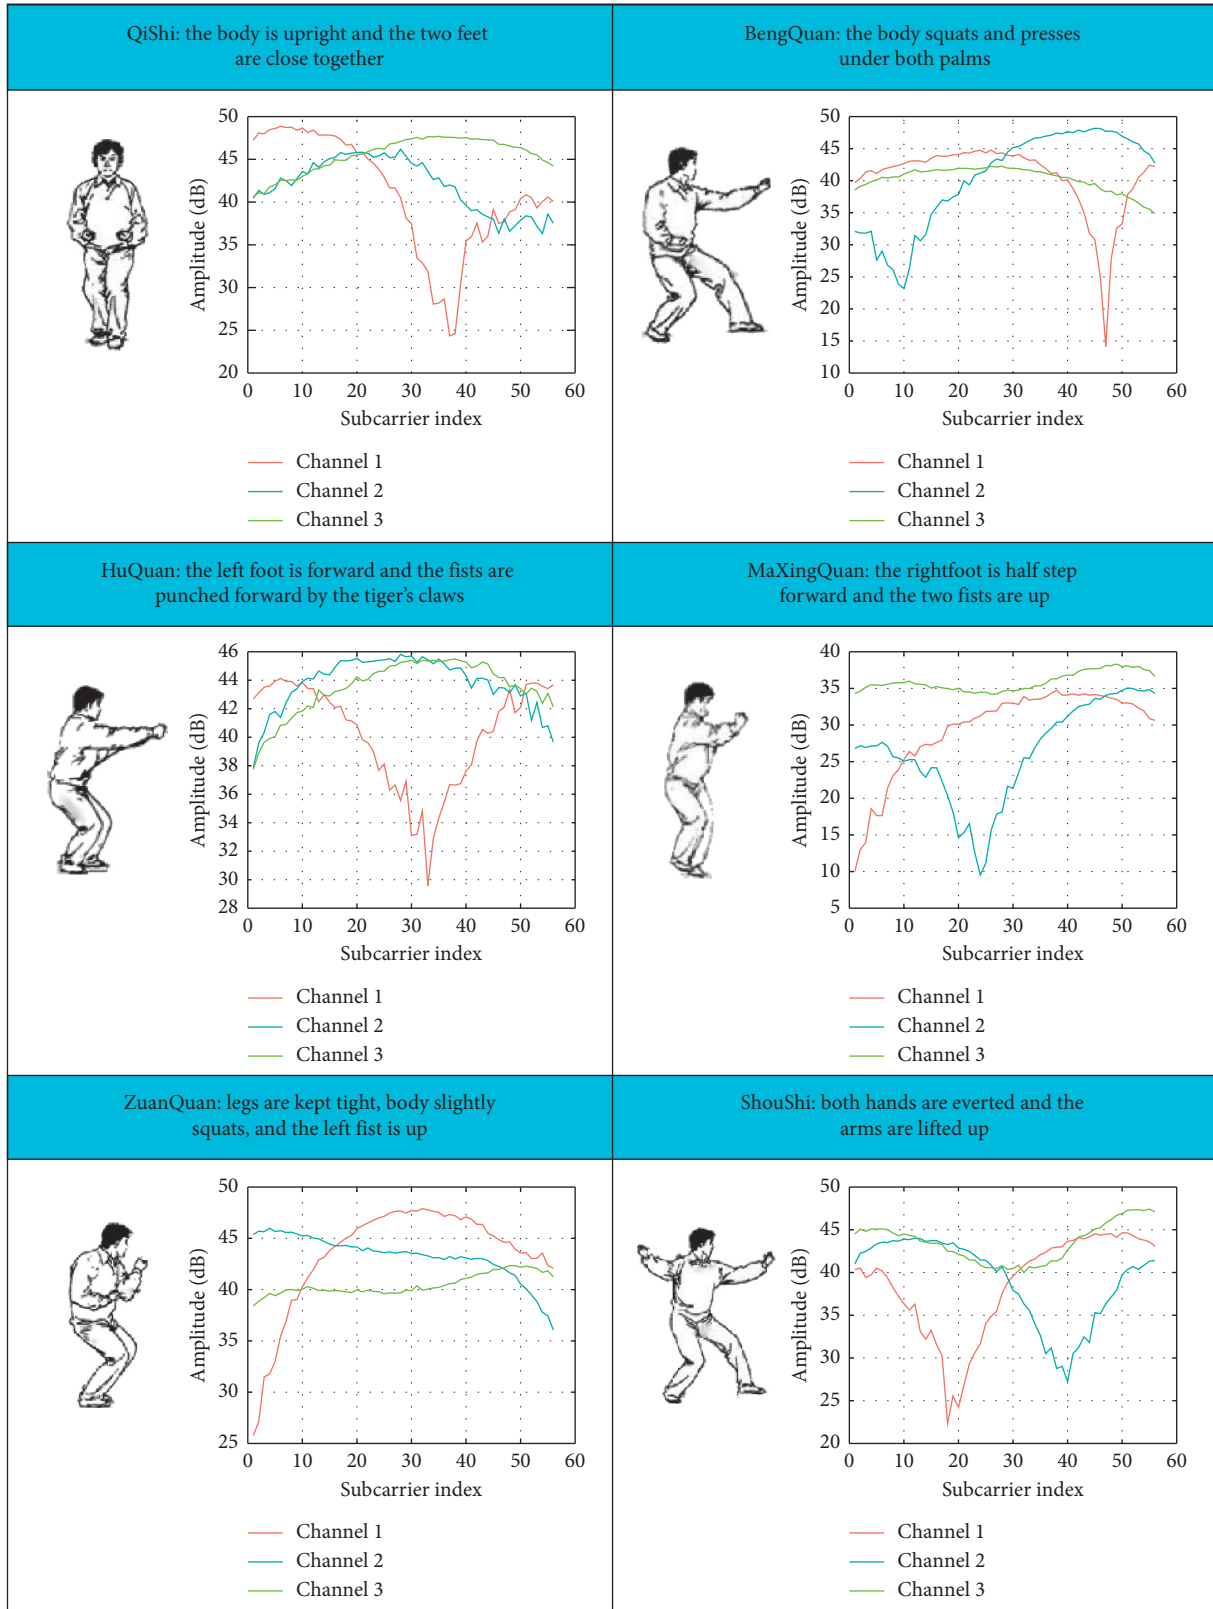 QiShi: the body is upright and the two feet
are close together
50
45
40
35
30
25
20
Amplitude (dB)
0 10 20 30 40 50 60
Subcarrier index
Channel 1
Channel 2
Channel 3
BengQuan: the body squats and presses
under both palms
50
45
40
35
30
25
20
15
10
Amplitude (dB)
0 10 20 30 40 50 60
Subcarrier index
Channel 1
Channel 2
Channel 3
HuQuan: the left foot is forward and the fists are
punched forward by the tiger's claws
46
44
42
40
38
36
34
32
30
28
Amplitude (dB)
0 10 20 30 40 50 60
Subcarrier index
Channel 1
Channel 2
Channel 3
MaXingQuan: the rightfoot is half step
forward and the two fists are up
40
35
30
25
20
15
10
5
Amplitude (dB)
0 10 20 30 40 50 60
Subcarrier index
Channel 1
Channel 2
Channel 3
ZuanQuan: legs are kept tight, body slightly
squats, and the left fist is up
50
45
40
35
30
25
Amplitude (dB)
0 10 20 30 40 50 60
Subcarrier index
Channel 1
Channel 2
Channel 3
ShouShi: both hands are everted and the
arms are lifted up
50
45
40
35
30
25
20
Amplitude (dB)
0 10 20 30 40 50 60
Subcarrier index
Channel 1
Channel 2
Channel 3